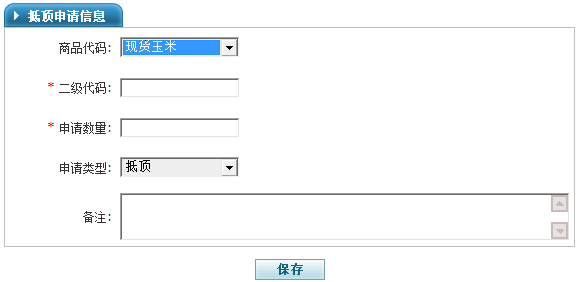 抵顶申请信息
商品代码: 现货玉米
* 二级代码:
* 申请数量:
申请类型: 抵顶
备注:
保存